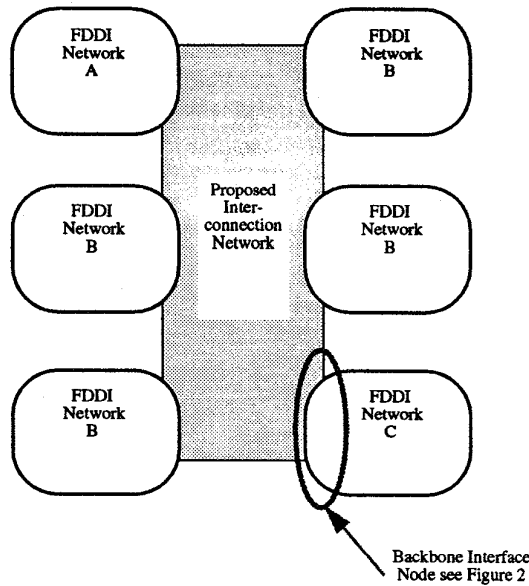 FDDI
Network
A
FDDI
Network
B
FDDI
Network
B
Proposed
Inter-
connection
Network
FDDI
Network
B
FDDI
Network
B
FDDI
Network
C
Backbone Interface
Node see Figure 2